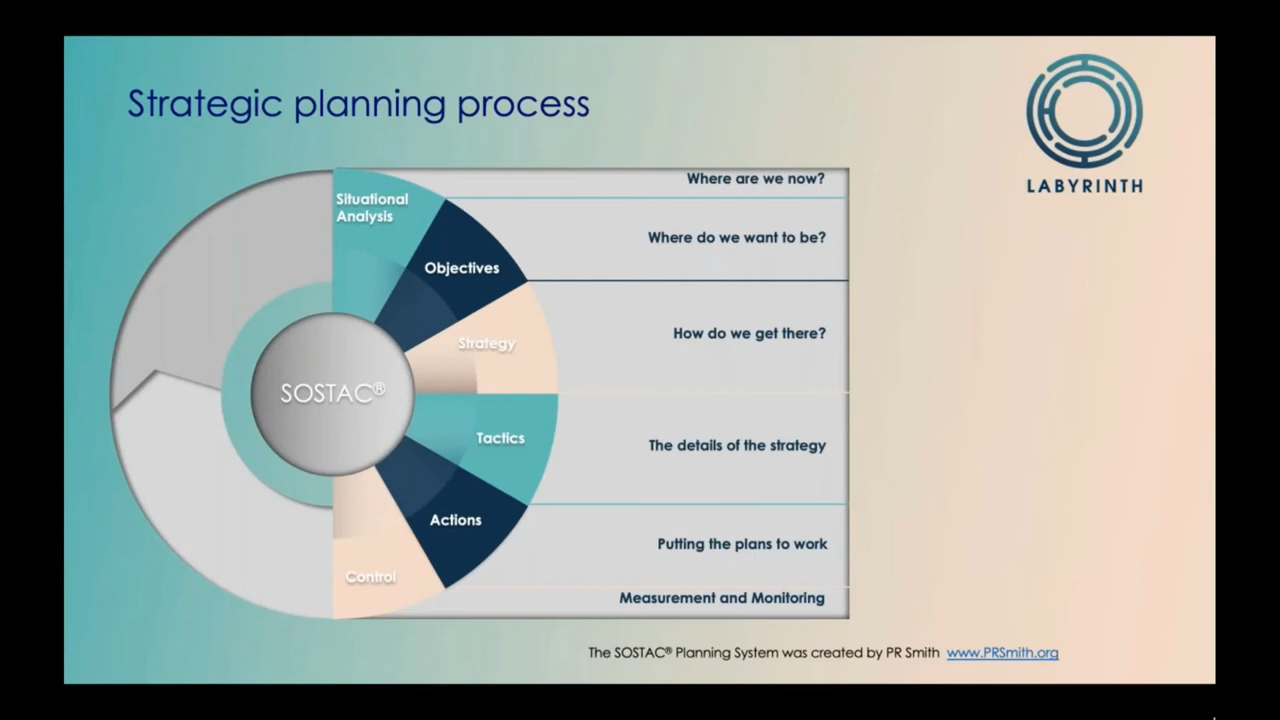 Strategic planning process
LABYRINTH
Situational
Analysis
Where are we now?
Objectives
Where do we want to be?
Strategy
How do we get there?
SOSTAC®
Tactics
The details of the strategy
Actions
Putting the plans to work
Control
Measurement and Monitoring
The SOSTAC® Planning System was created by PR Smith www.PRSmith.org